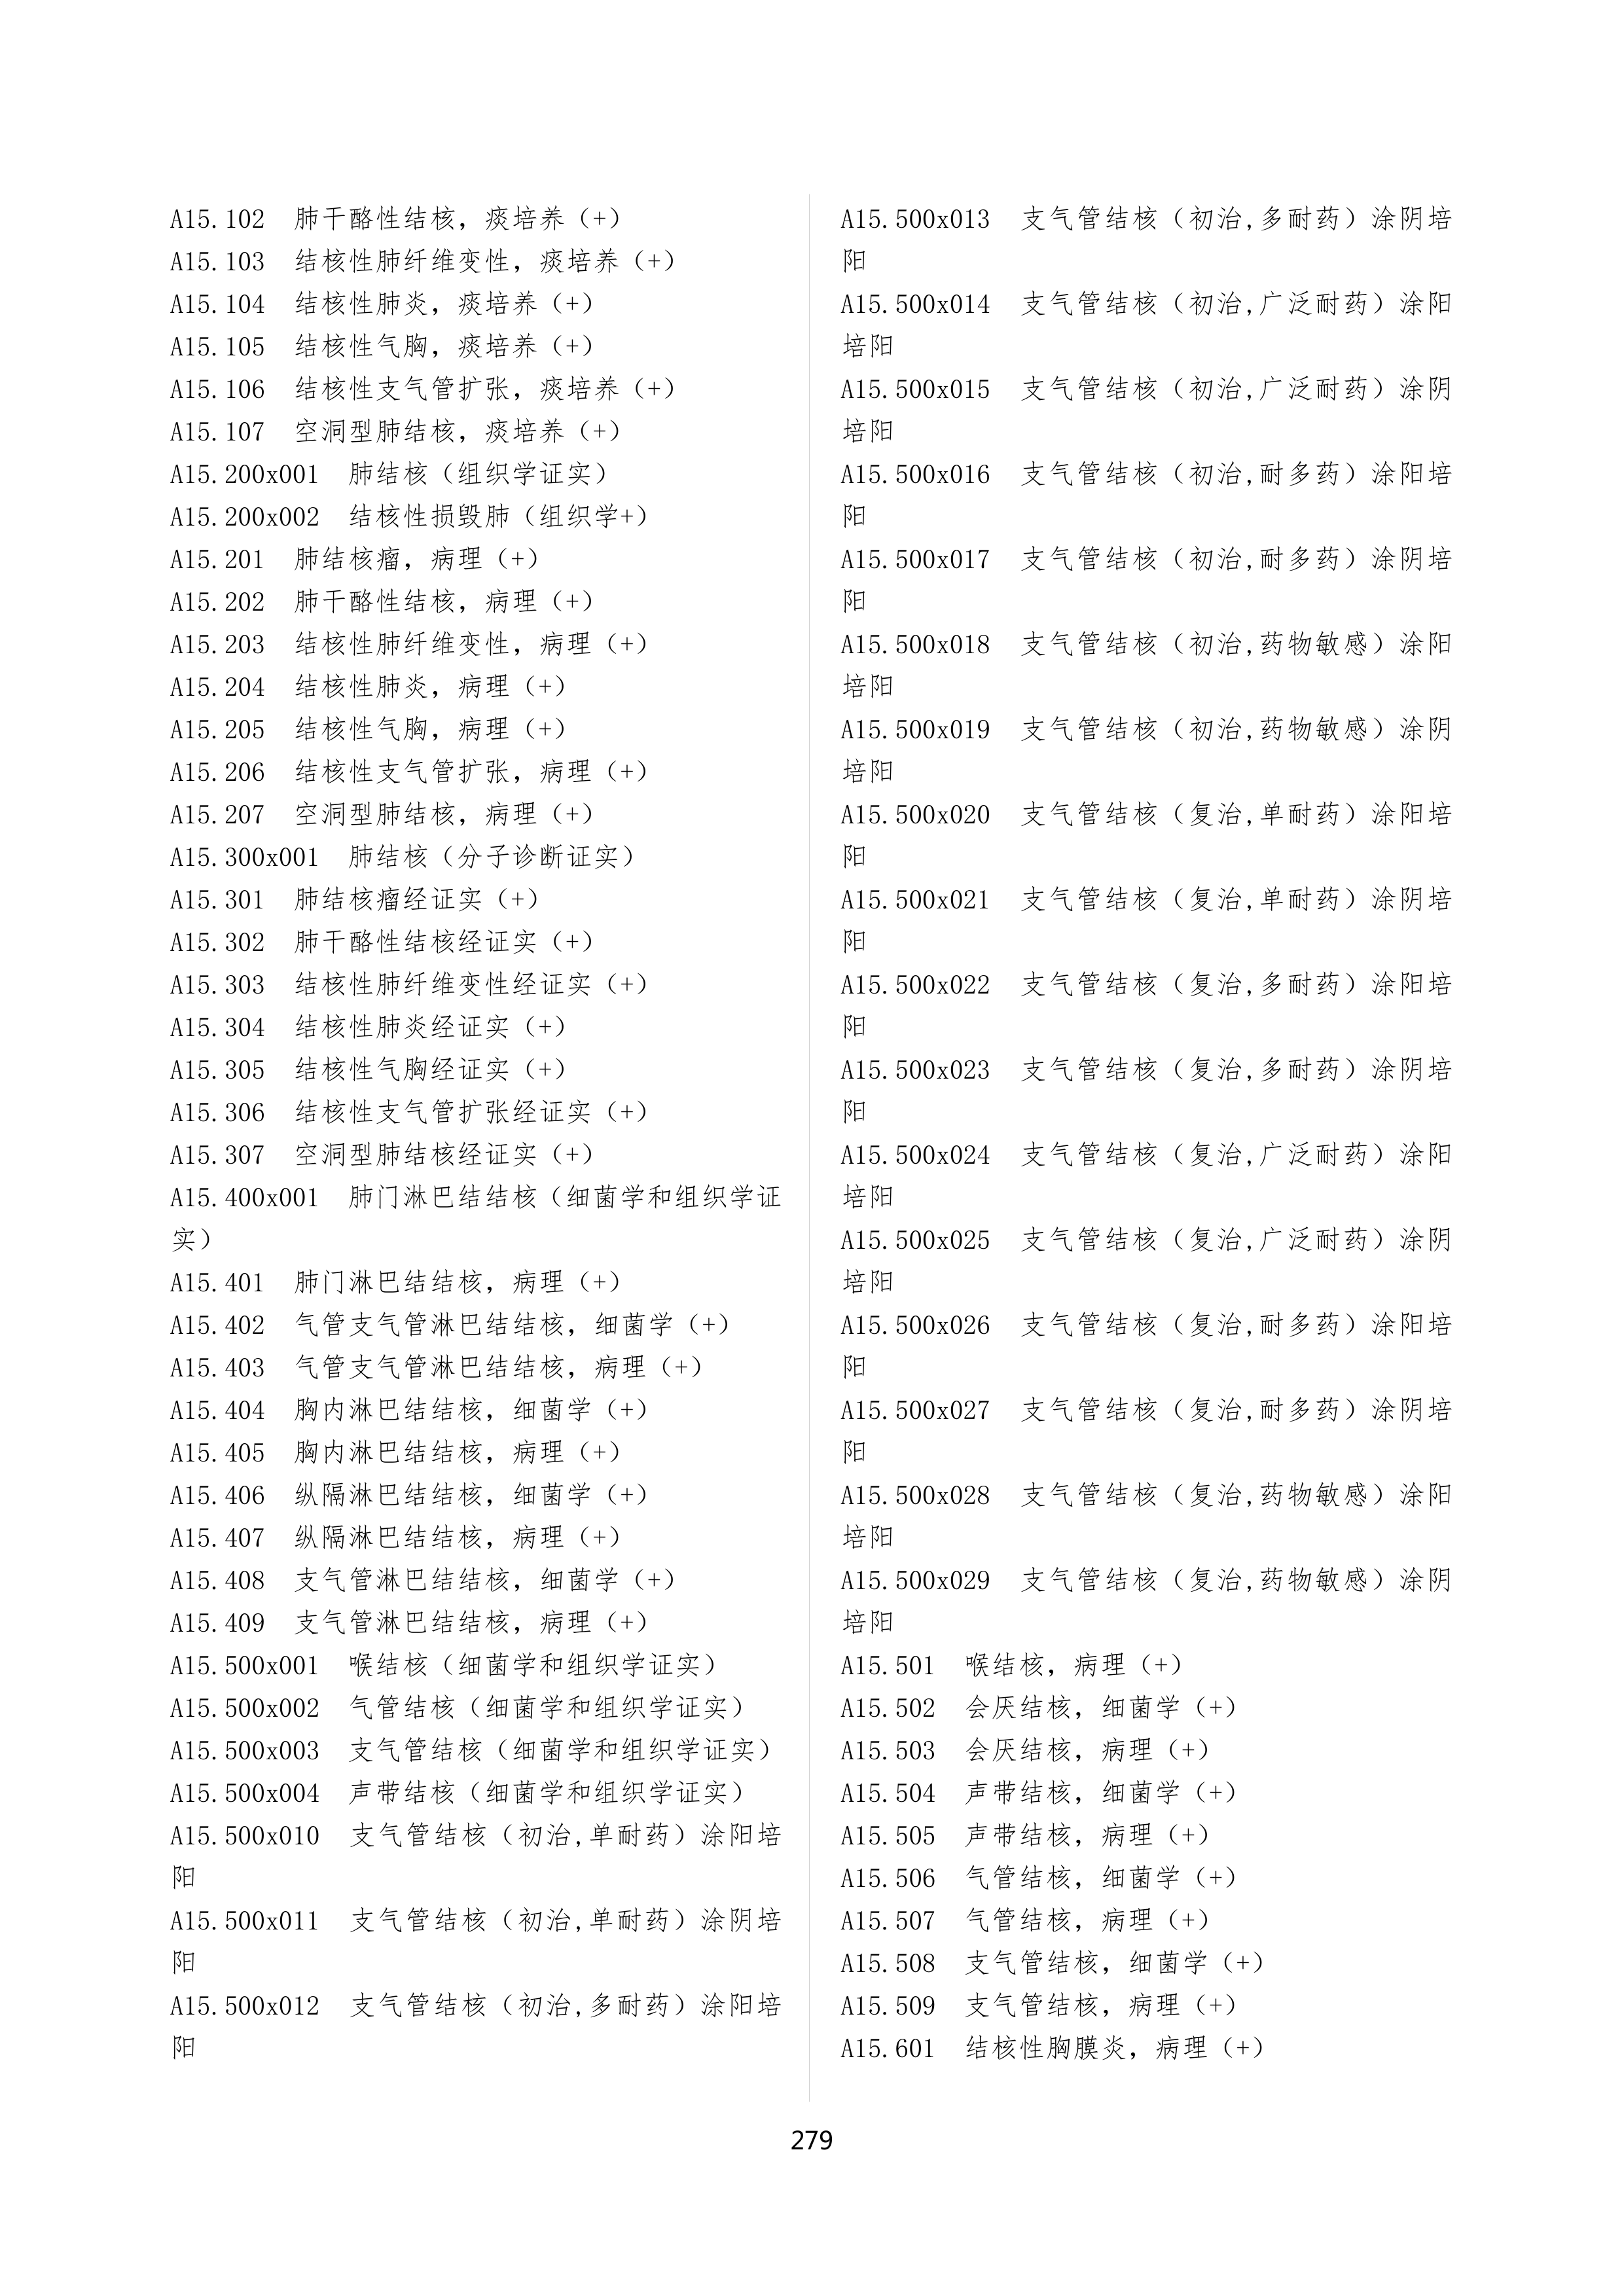 A15.102　肺干酪性结核，痰培养（+）
A15.103　结核性肺纤维变性，痰培养（+）
A15.104　结核性肺炎，痰培养（+）
A15.105　结核性气胸，痰培养（+）
A15.106　结核性支气管扩张，痰培养（+）
A15.107　空洞型肺结核，痰培养（+）
A15.200x001　肺结核（组织学证实）
A15.200x002　结核性损毁肺（组织学+）
A15.201　肺结核瘤，病理（+）
A15.202　肺干酪性结核，病理（+）
A15.203　结核性肺纤维变性，病理（+）
A15.204　结核性肺炎，病理（+）
A15.205　结核性气胸，病理（+）
A15.206　结核性支气管扩张，病理（+）
A15.207　空洞型肺结核，病理（+）
A15.300x001　肺结核（分子诊断证实）
A15.301　肺结核瘤经证实（+）
A15.302　肺干酪性结核经证实（+）
A15.303　结核性肺纤维变性经证实（+）
A15.304　结核性肺炎经证实（+）
A15.305　结核性气胸经证实（+）
A15.306　结核性支气管扩张经证实（+）
A15.307　空洞型肺结核经证实（+）
A15.400x001　肺门淋巴结结核（细菌学和组织学证
实）
A15.401　肺门淋巴结结核，病理（+）
A15.402　气管支气管淋巴结结核，细菌学（+）
A15.403　气管支气管淋巴结结核，病理（+）
A15.404　胸内淋巴结结核，细菌学（+）
A15.405　胸内淋巴结结核，病理（+）
A15.406　纵隔淋巴结结核，细菌学（+）
A15.407　纵隔淋巴结结核，病理（+）
A15.408　支气管淋巴结结核，细菌学（+）
A15.409　支气管淋巴结结核，病理（+）
A15.500x001　喉结核（细菌学和组织学证实）
A15.500x002　气管结核（细菌学和组织学证实）
A15.500x003　支气管结核（细菌学和组织学证实）
A15.500x004　声带结核（细菌学和组织学证实）
A15.500x010　支气管结核（初治,单耐药）涂阳培
阳
A15.500x011　支气管结核（初治,单耐药）涂阴培
阳
A15.500x012　支气管结核（初治,多耐药）涂阳培
阳
A15.500x013　支气管结核（初治,多耐药）涂阴培
阳
A15.500x014　支气管结核（初治,广泛耐药）涂阳
培阳
A15.500x015　支气管结核（初治,广泛耐药）涂阴
培阳
A15.500x016　支气管结核（初治,耐多药）涂阳培
阳
A15.500x017　支气管结核（初治,耐多药）涂阴培
阳
A15.500x018　支气管结核（初治,药物敏感）涂阳
培阳
A15.500x019　支气管结核（初治,药物敏感）涂阴
培阳
A15.500x020　支气管结核（复治,单耐药）涂阳培
阳
A15.500x021　支气管结核（复治,单耐药）涂阴培
阳
A15.500x022　支气管结核（复治,多耐药）涂阳培
阳
A15.500x023　支气管结核（复治,多耐药）涂阴培
阳
A15.500x024　支气管结核（复治,广泛耐药）涂阳
培阳
A15.500x025　支气管结核（复治,广泛耐药）涂阴
培阳
A15.500x026　支气管结核（复治,耐多药）涂阳培
阳
A15.500x027　支气管结核（复治,耐多药）涂阴培
阳
A15.500x028　支气管结核（复治,药物敏感）涂阳
培阳
A15.500x029　支气管结核（复治,药物敏感）涂阴
培阳
A15.501　喉结核，病理（+）
A15.502　会厌结核，细菌学（+）
A15.503　会厌结核，病理（+）
A15.504　声带结核，细菌学（+）
A15.505　声带结核，病理（+）
A15.506　气管结核，细菌学（+）
A15.507　气管结核，病理（+）
A15.508　支气管结核，细菌学（+）
A15.509　支气管结核，病理（+）
A15.601　结核性胸膜炎，病理（+）
279